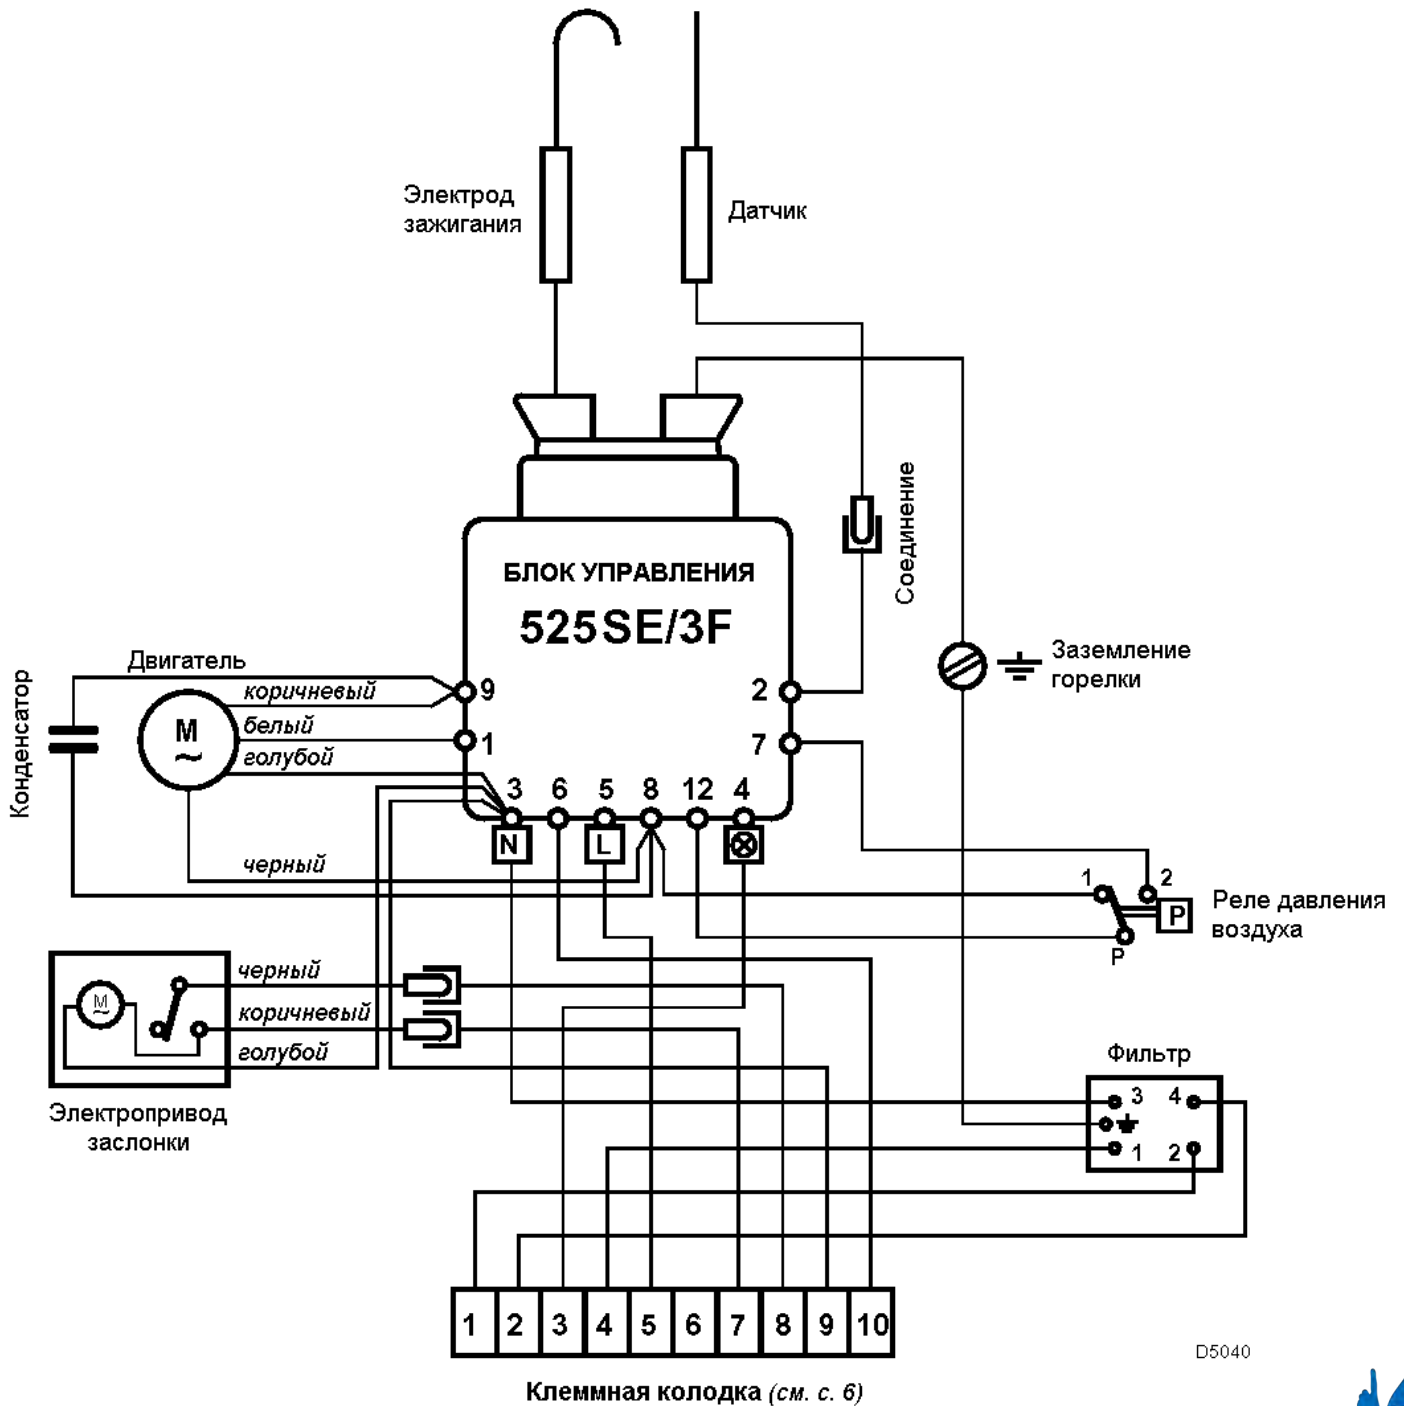 Электрод
зажигания
Датчик
Соединение
БЛОК УПРАВЛЕНИЯ
525SE/3F
Заземление
горелки
Конденсатор
Двигатель
коричневый
белый
голубой
черный
M
~
9
1
2
7
3 6 5 8 12 4
N L
1 2
P
P
Реле давления
воздуха
черный
коричневый
голубой
M
~
Электропривод
заслонки
Фильтр
3 4
1 2
1 2 3 4 5 6 7 8 9 10
D5040
Клеммная колодка (см. с. 6)